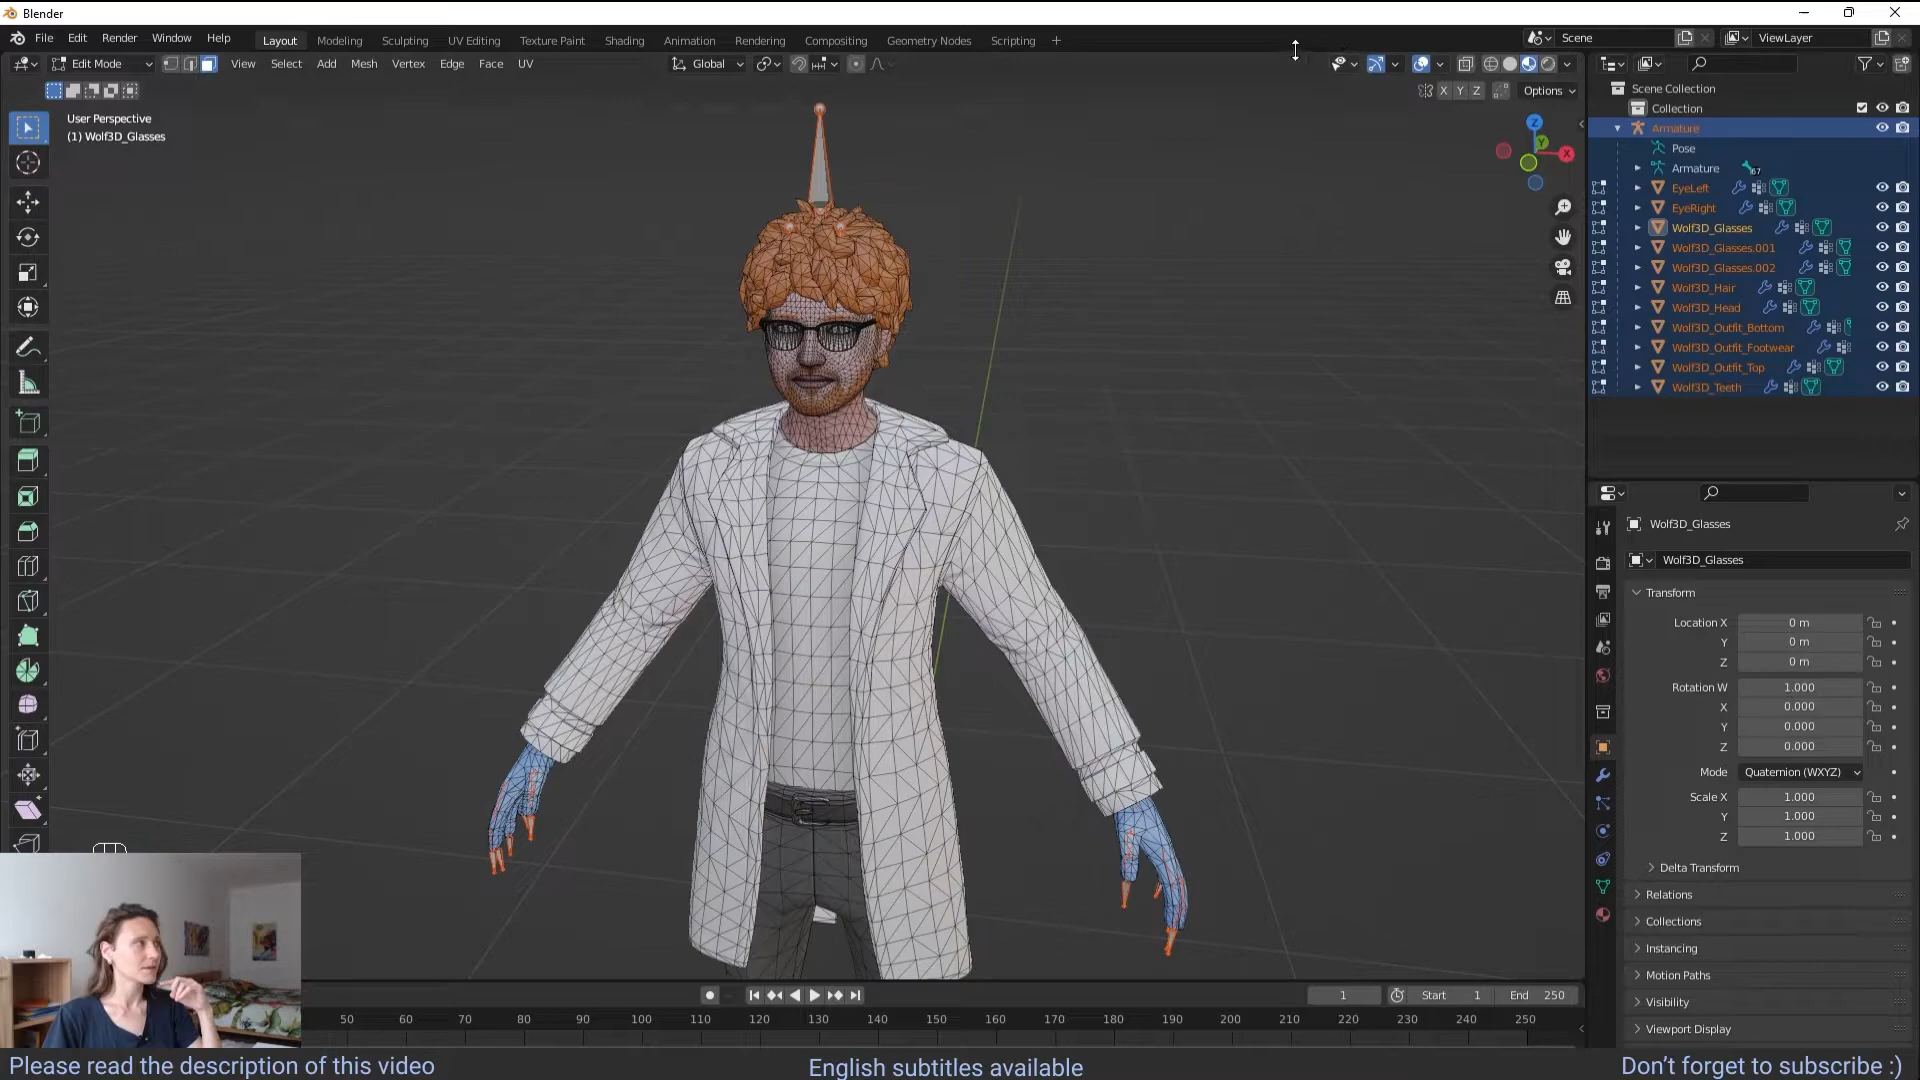 Blender
File Edit Render Window Help
Layout Modeling Sculpting UV Editing Texture Paint Shading Animation Rendering Compositing Geometry Nodes Scripting +
Scene
ViewLayer
Edit Mode
View Select Add Mesh Vertex Edge Face UV
Global
X Y Z
Options
User Perspective
(1) Wolf3D_Glasses
Z
Y
X
Scene Collection
Collection
Armature
Pose
Armature
67
EyeLeft
EyeRight
Wolf3D_Glasses
Wolf3D_Glasses.001
Wolf3D_Glasses.002
Wolf3D_Hair
Wolf3D_Head
Wolf3D_Outfit_Bottom
Wolf3D_Outfit_Footwear
Wolf3D_Outfit_Top
Wolf3D_Teeth
Wolf3D_Glasses
Wolf3D_Glasses
Transform
Location X 0 m
Y 0 m
Z 0 m
Rotation W 1.000
X 0.000
Y 0.000
Z 0.000
Mode Quaternion (WXYZ)
Scale X 1.000
Y 1.000
Z 1.000
Delta Transform
Relations
Collections
Instancing
Motion Paths
Visibility
Viewport Display
1
Start 1
End 250
50 60 70 80 90 100 110 120 130 140 150 160 170 180 190 200 210 220 230 240 250
Please read the description of this video
English subtitles available
Don't forget to subscribe :)